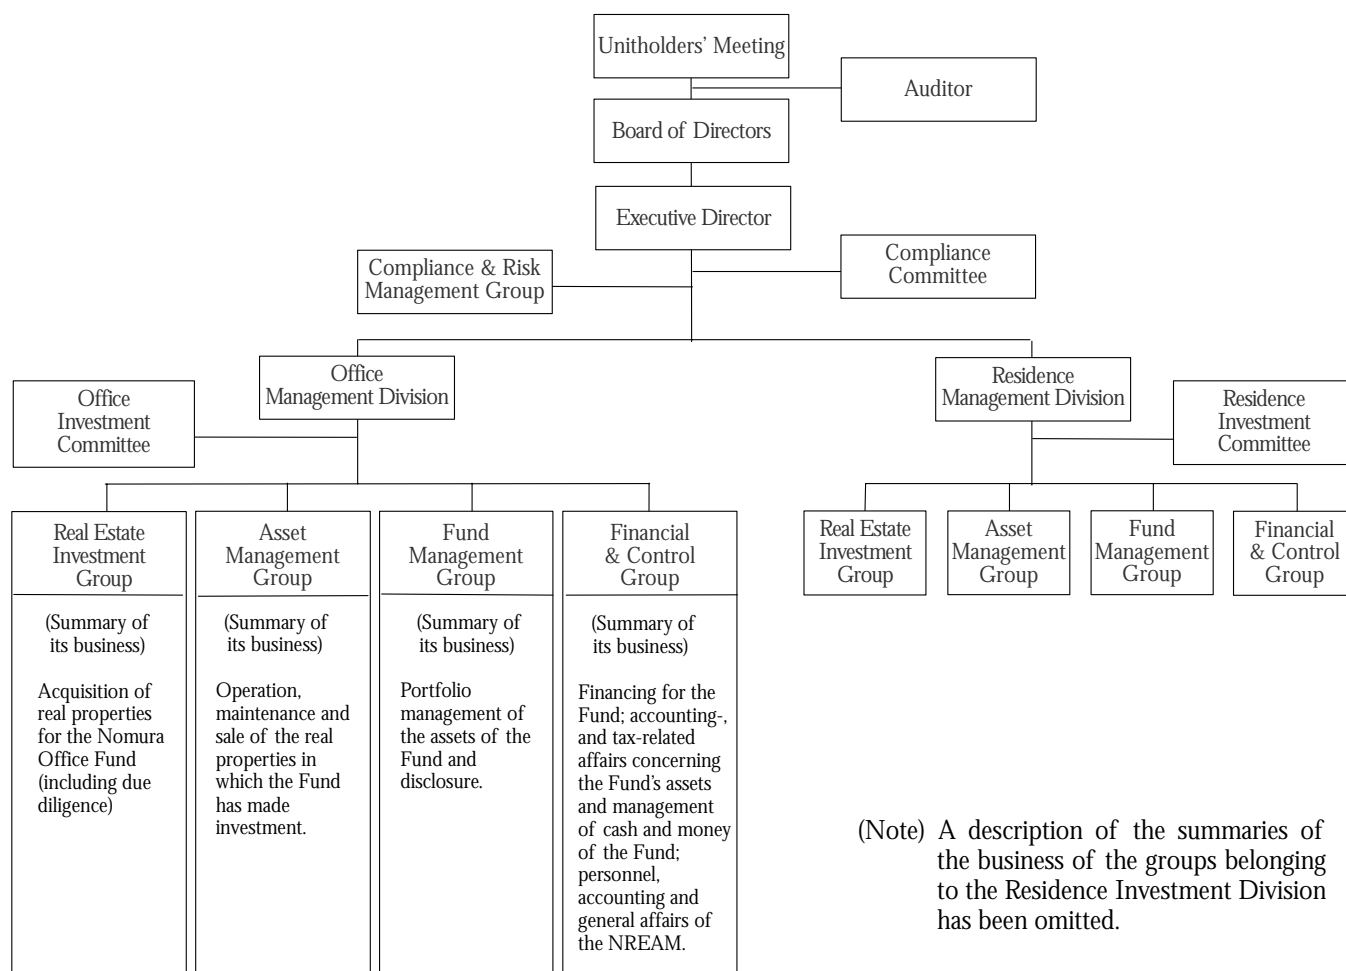 Unitholders' Meeting
Auditor
Board of Directors
Executive Director
Compliance & Risk
Management Group
Compliance
Committee
Office
Management Division
Office
Investment
Committee
Residence
Management Division
Residence
Investment
Committee
Real Estate
Investment
Group
(Summary of
its business)
Acquisition of
real properties
for the Nomura
Office Fund
(including due
diligence)
Asset
Management
Group
(Summary of
its business)
Operation,
maintenance and
sale of the real
properties in
which the Fund
has made
investment.
Fund
Management
Group
(Summary of
its business)
Portfolio
management of
the assets of the
Fund and
disclosure.
Financial
& Control
Group
(Summary of
its business)
Financing for the
Fund; accounting-,
and tax-related
affairs concerning
the Fund's assets
and management
of cash and money
of the Fund;
personnel,
accounting and
general affairs of
the NREAM.
Real Estate
Investment
Group
Asset
Management
Group
Fund
Management
Group
Financial
& Control
Group
(Note) A description of the summaries of
the business of the groups belonging
to the Residence Investment Division
has been omitted.